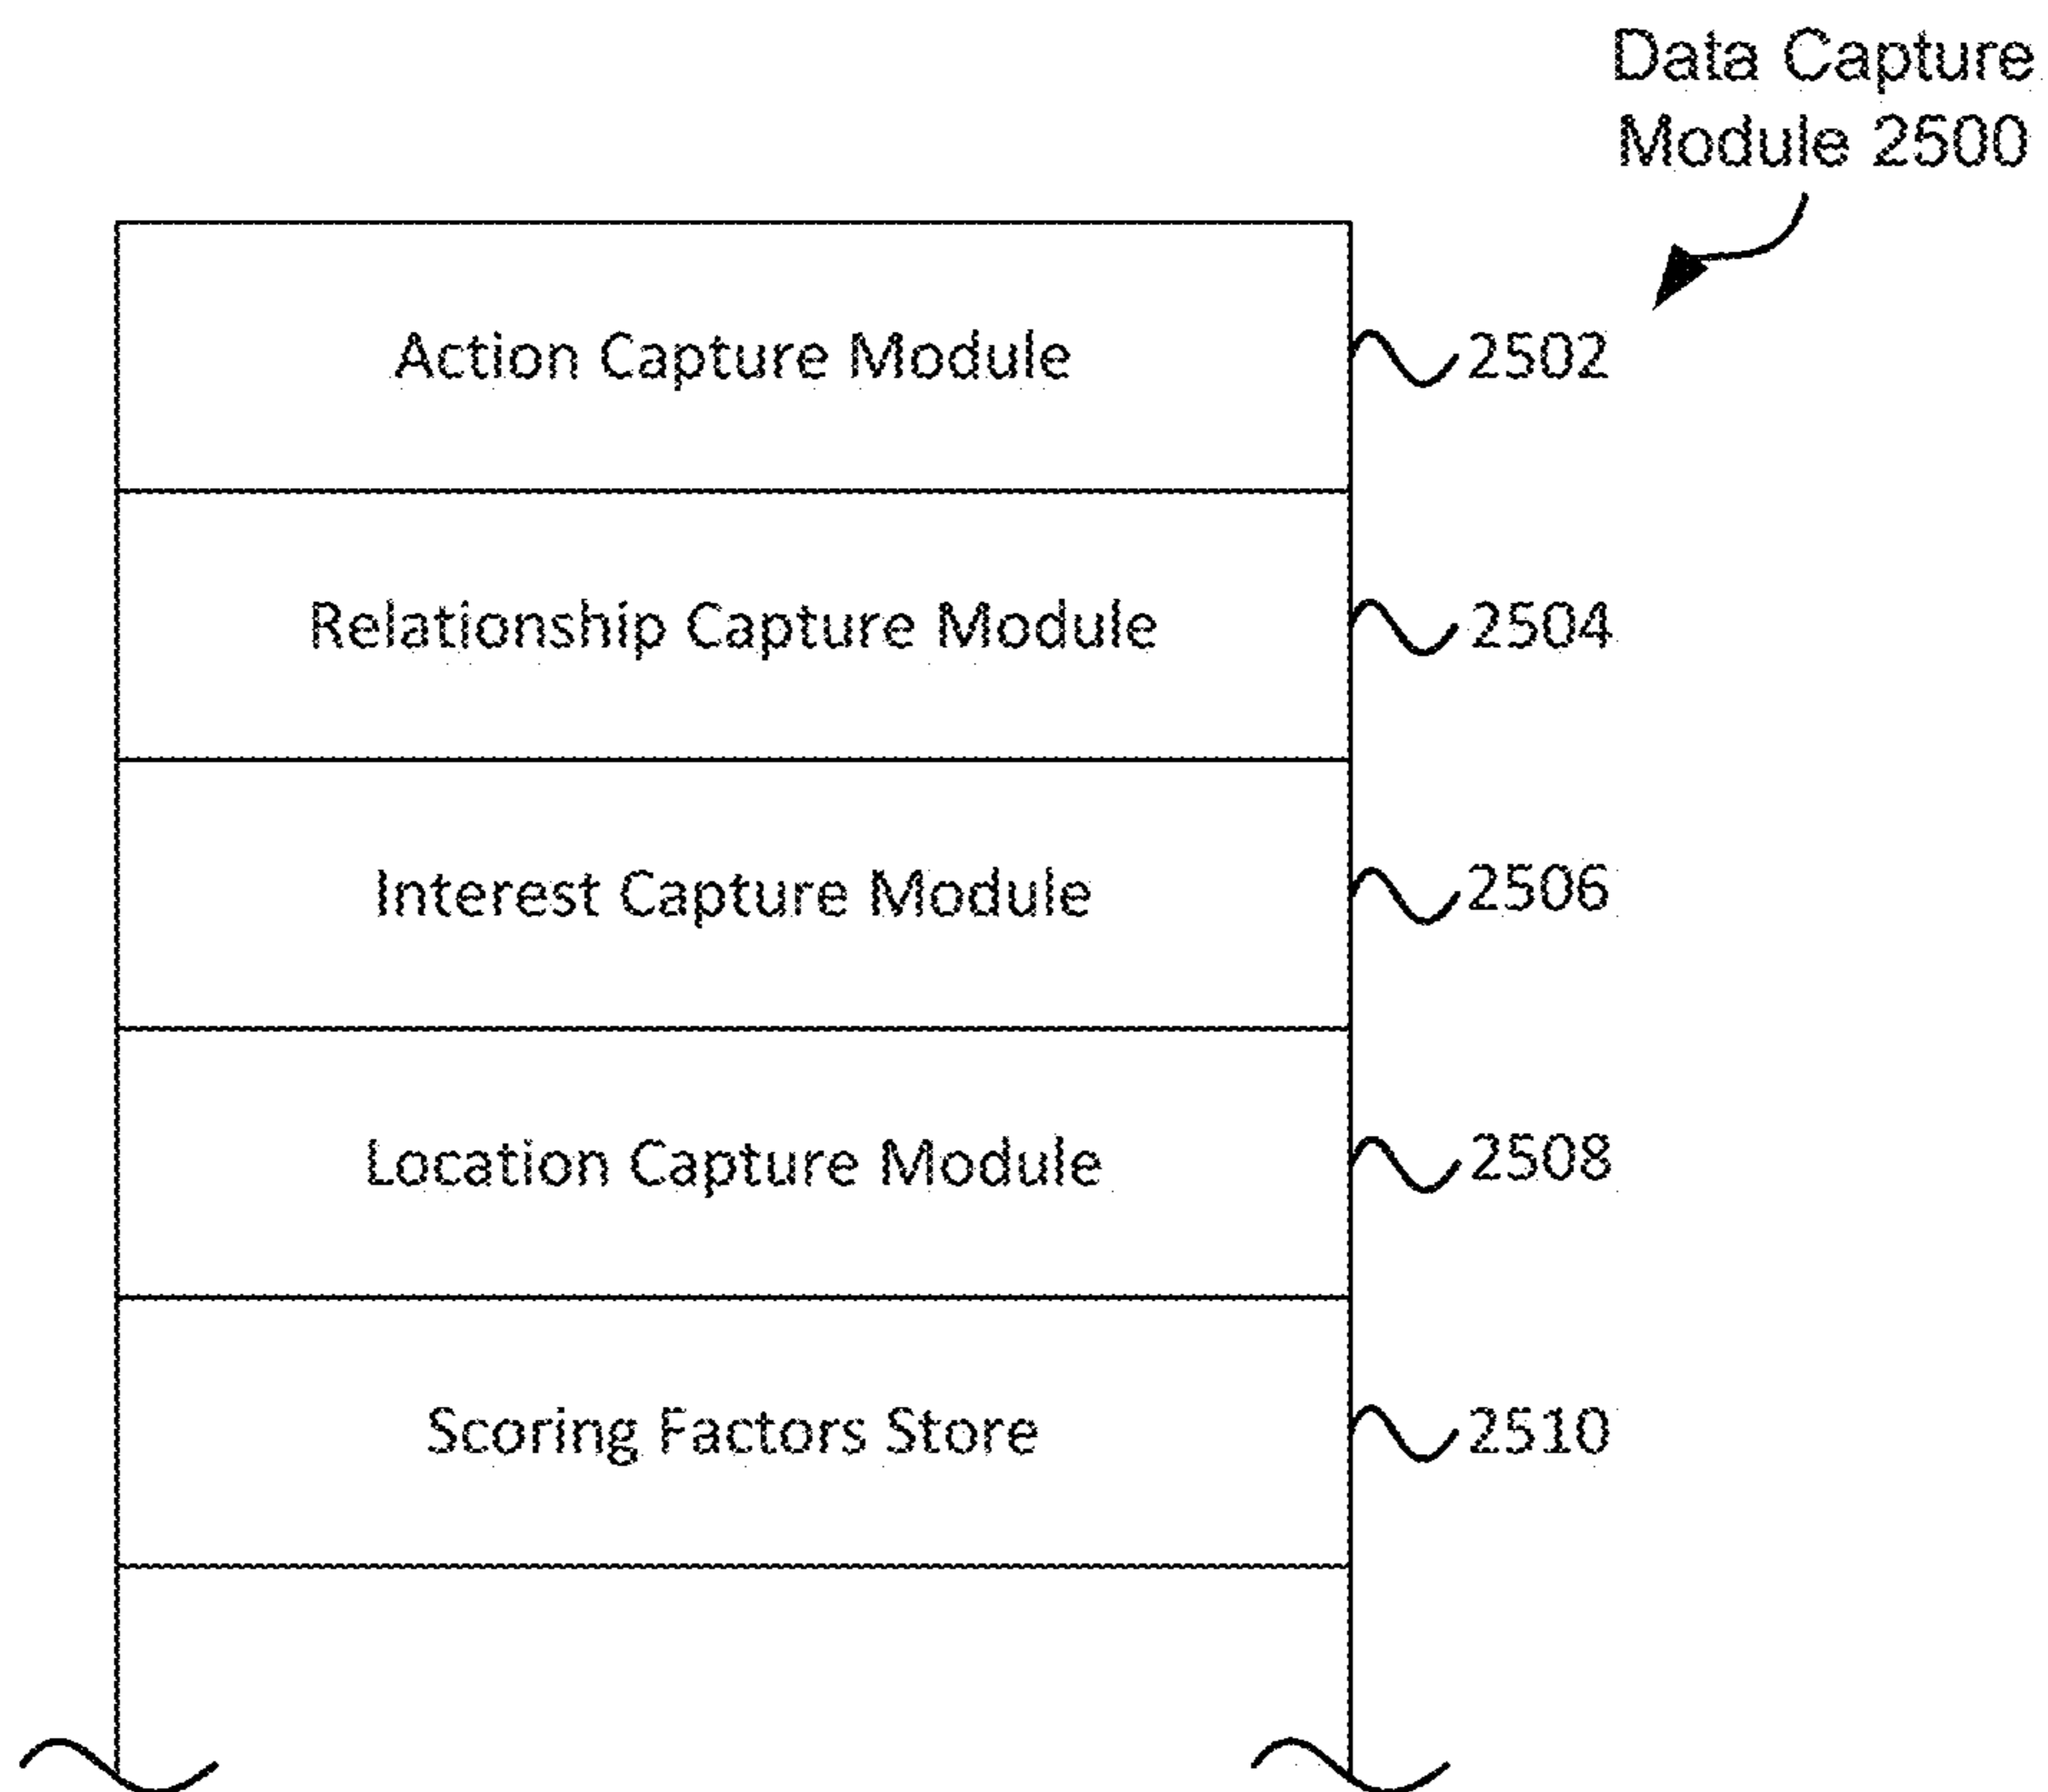 Data Capture
Module 2500
Action Capture Module
2502
Relationship Capture Module
2504
Interest Capture Module
2506
Location Capture Module
2508
Scoring Factors Store
2510